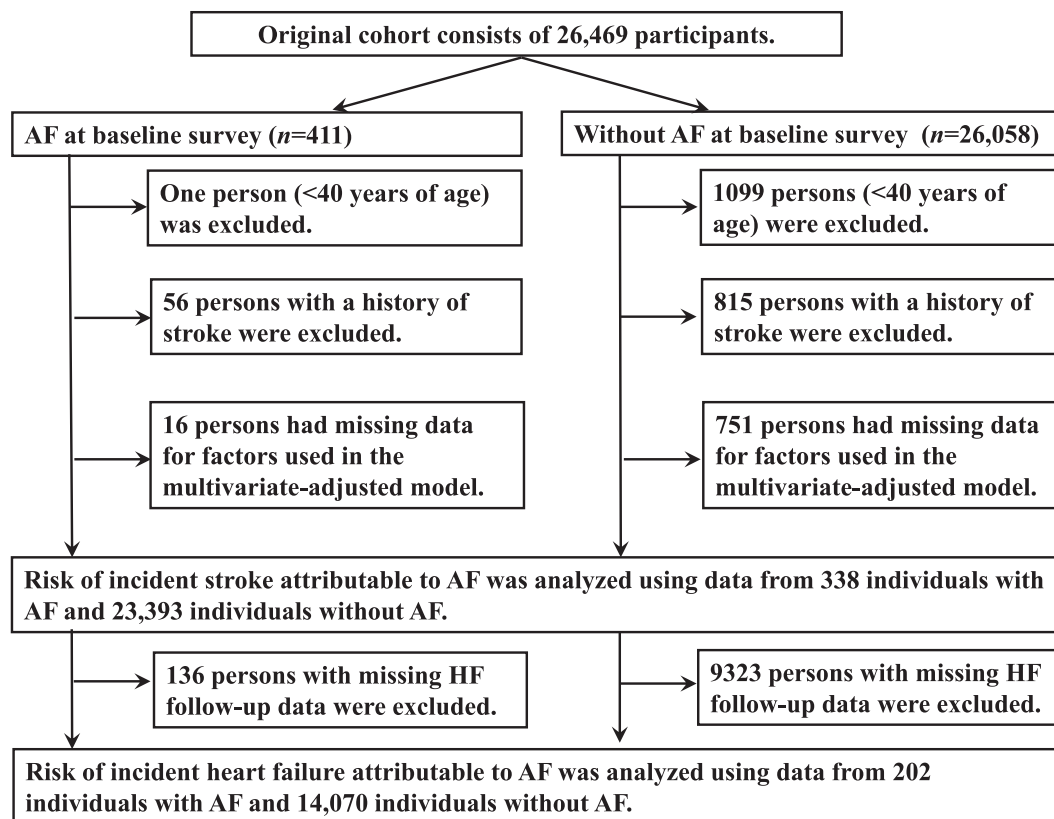 Original cohort consists of 26,469 participants.
AF at baseline survey (n=411)
Without AF at baseline survey (n=26,058)
One person (<40 years of age)
was excluded.
1099 persons (<40 years of
age) were excluded.
56 persons with a history of
stroke were excluded.
815 persons with a history of
stroke were excluded.
16 persons had missing data
for factors used in the
multivariate-adjusted model.
751 persons had missing data
for factors used in the
multivariate-adjusted model.
Risk of incident stroke attributable to AF was analyzed using data from 338 individuals with
AF and 23,393 individuals without AF.
136 persons with missing HF
follow-up data were excluded.
9323 persons with missing HF
follow-up data were excluded.
Risk of incident heart failure attributable to AF was analyzed using data from 202
individuals with AF and 14,070 individuals without AF.